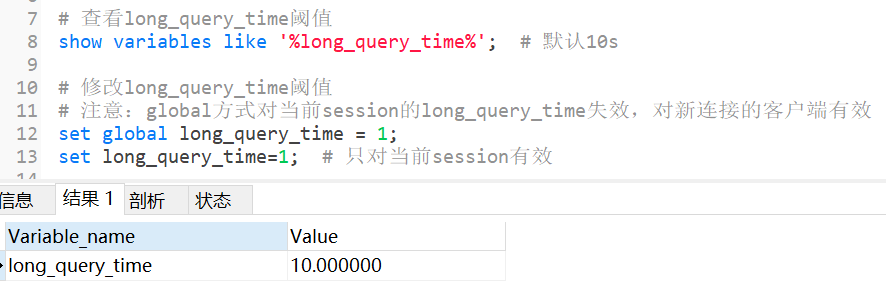 7 # 查看long_query_time阈值
8 show variables like '%long_query_time%';  # 默认10s
9
10 # 修改long_query_time阈值
11 # 注意：global方式对当前session的long_query_time失效，对新连接的客户端有效
12 set global long_query_time = 1;
13 set long_query_time=1;  # 只对当前session有效
信息 结果 1 剖析 状态
Variable_name Value
long_query_time 10.000000